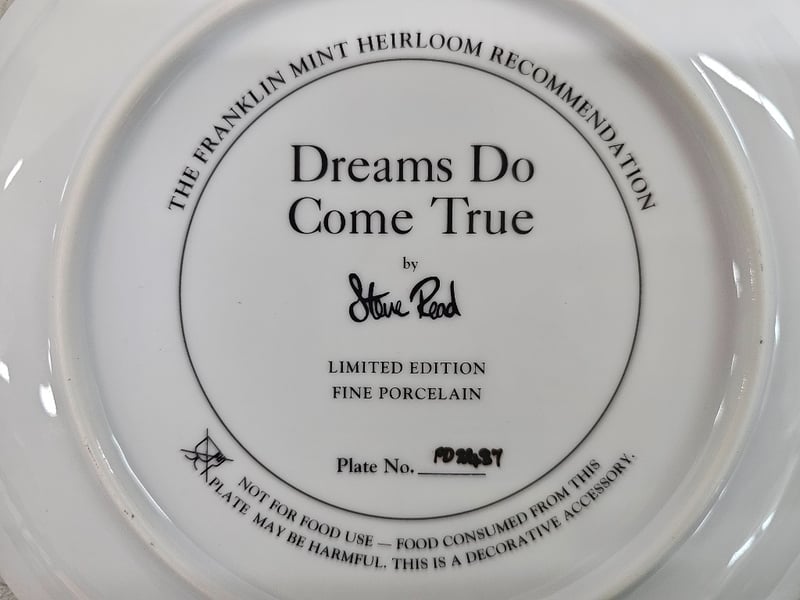 THE FRANKLIN MINT HEIRLOOM RECOMMENDATION
Dreams Do
Come True
by
Steve Read
LIMITED EDITION
FINE PORCELAIN
Plate No.
NOT FOR FOOD USE — FOOD CONSUMED FROM THIS
PLATE MAY BE HARMFUL. THIS IS A DECORATIVE ACCESSORY.